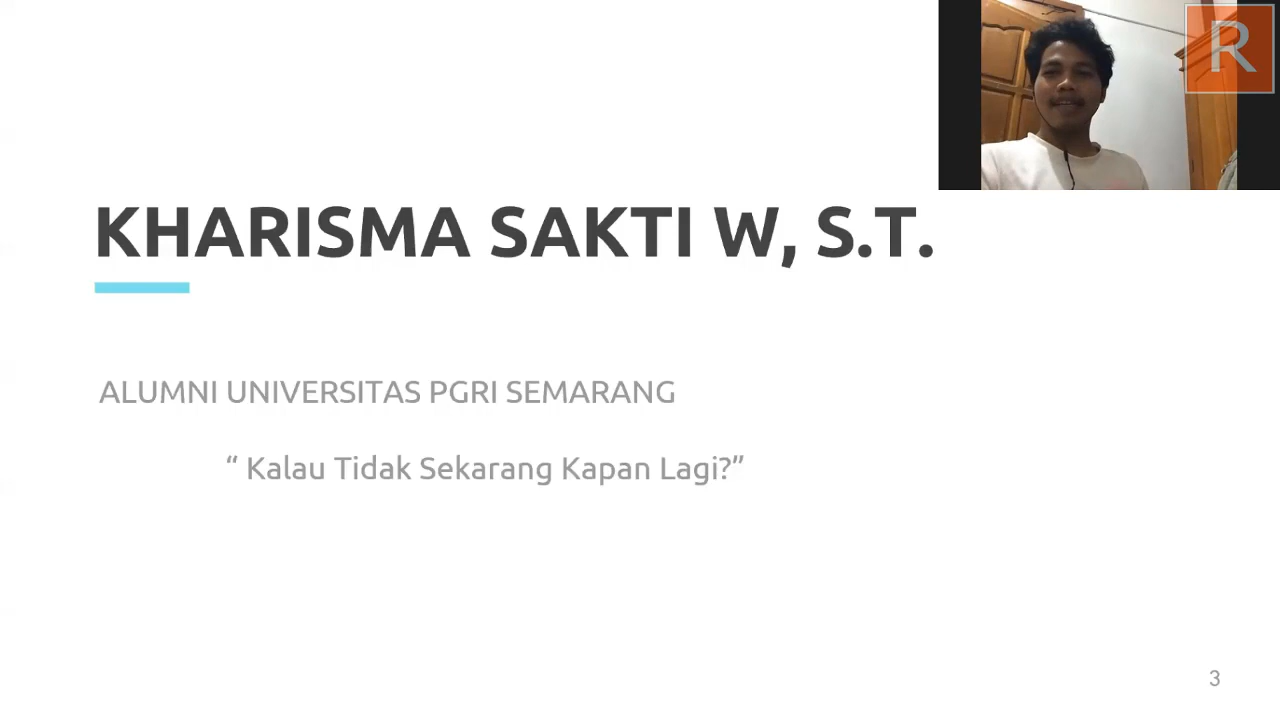 R
KHARISMA SAKTI W, S.T.
ALUMNI UNIVERSITAS PGRI SEMARANG
“ Kalau Tidak Sekarang Kapan Lagi?”
3